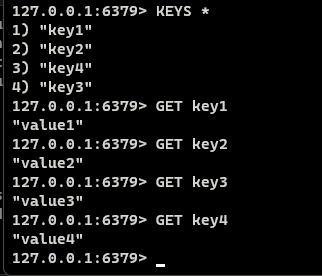 127.0.0.1:6379> KEYS *
1) "key1"
2) "key2"
3) "key4"
4) "key3"
127.0.0.1:6379> GET key1
"value1"
127.0.0.1:6379> GET key2
"value2"
127.0.0.1:6379> GET key3
"value3"
127.0.0.1:6379> GET key4
"value4"
127.0.0.1:6379>